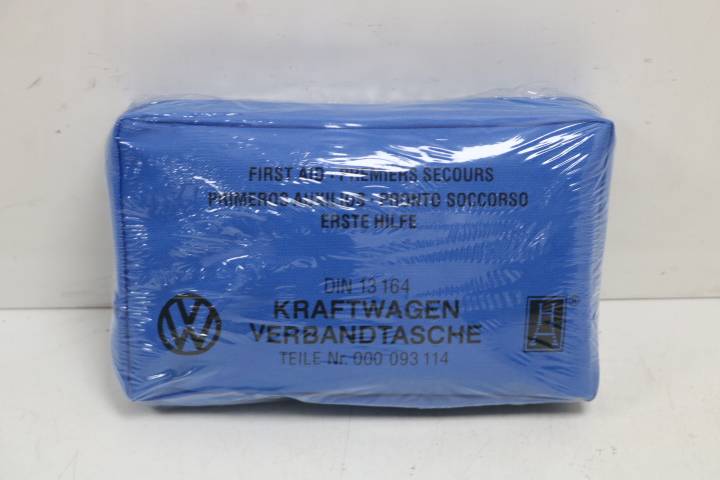 FIRST AID · PREMIERS SECOURS
PRIMEROS AUXILIOS · PRONTO SOCCORSO
ERSTE HILFE
DIN 13 164
KRAFTWAGEN
VERBANDTASCHE
TEILE Nr. 000 093 114
VW
®